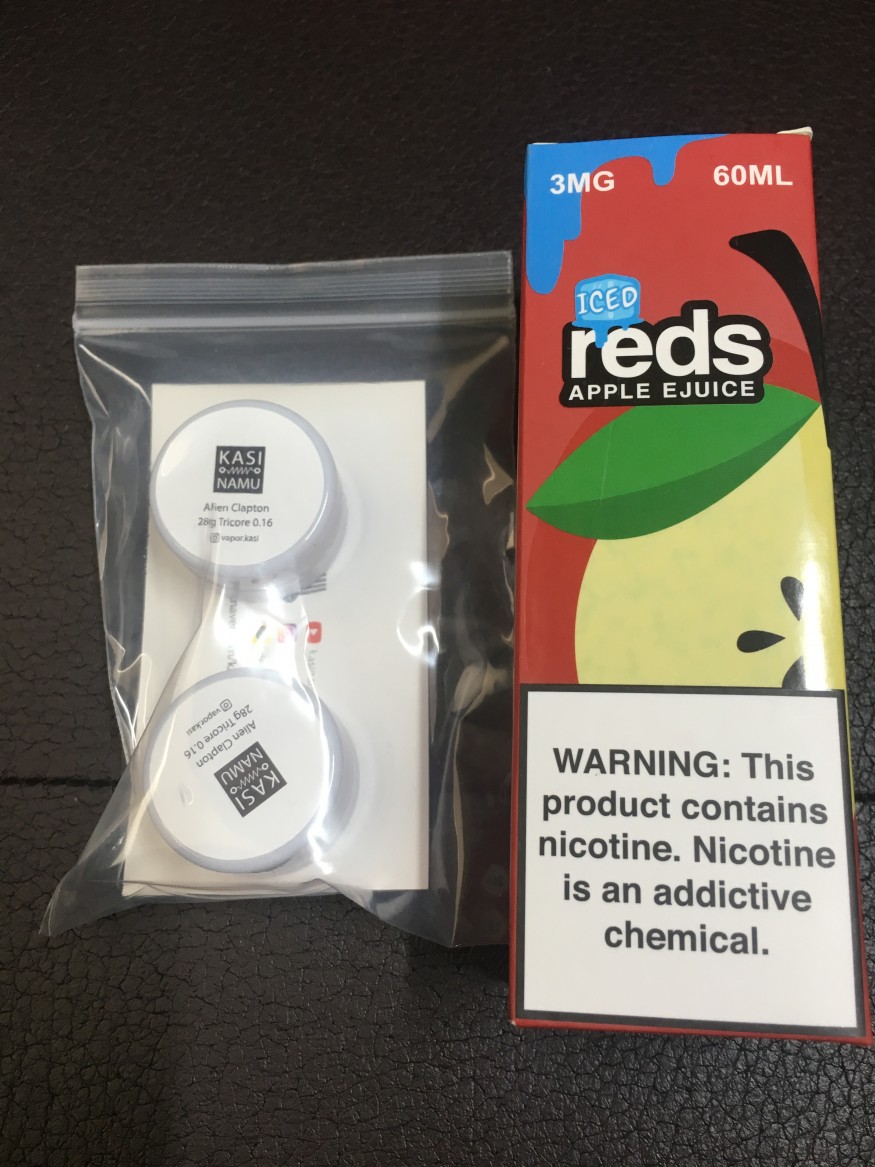 KASI
NAMU
Alien Clapton
28g Tricore 0.16
vapor.kasi
vapor.kasi
28g Tricore 0.16
Alien Clapton
KASI
NAMU
3MG 60ML
ICED
reds
APPLE EJUICE
WARNING: This
product contains
nicotine. Nicotine
is an addictive
chemical.